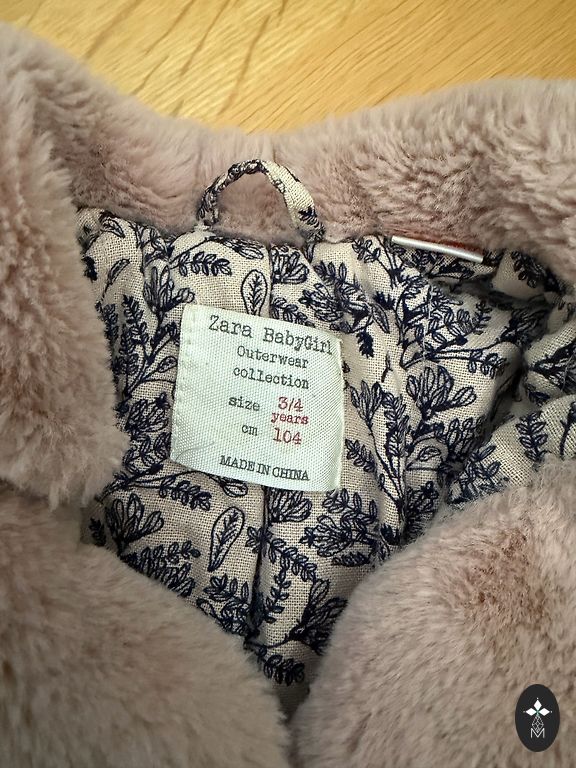 Zara BabyGirl
Outerwear
collection
size 3/4
years
cm 104
MADE IN CHINA
M